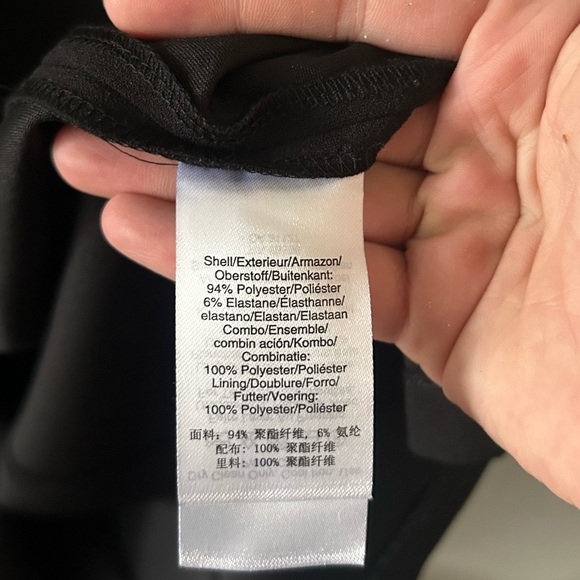 Shell/Exterieur/Armazon/
Oberstoff/Buitenkant:
94% Polyester/Poliéster
6% Elastane/Élasthanne/
elastano/Elastan/Elastaan
Combo/Ensemble/
combin ación/Kombo/
Combinatie:
100% Polyester/Poliéster
Lining/Doublure/Forro/
Futter/Voering:
100% Polyester/Poliéster
面料: 94% 聚酯纤维, 6% 氨纶
配布: 100% 聚酯纤维
里料: 100% 聚酯纤维